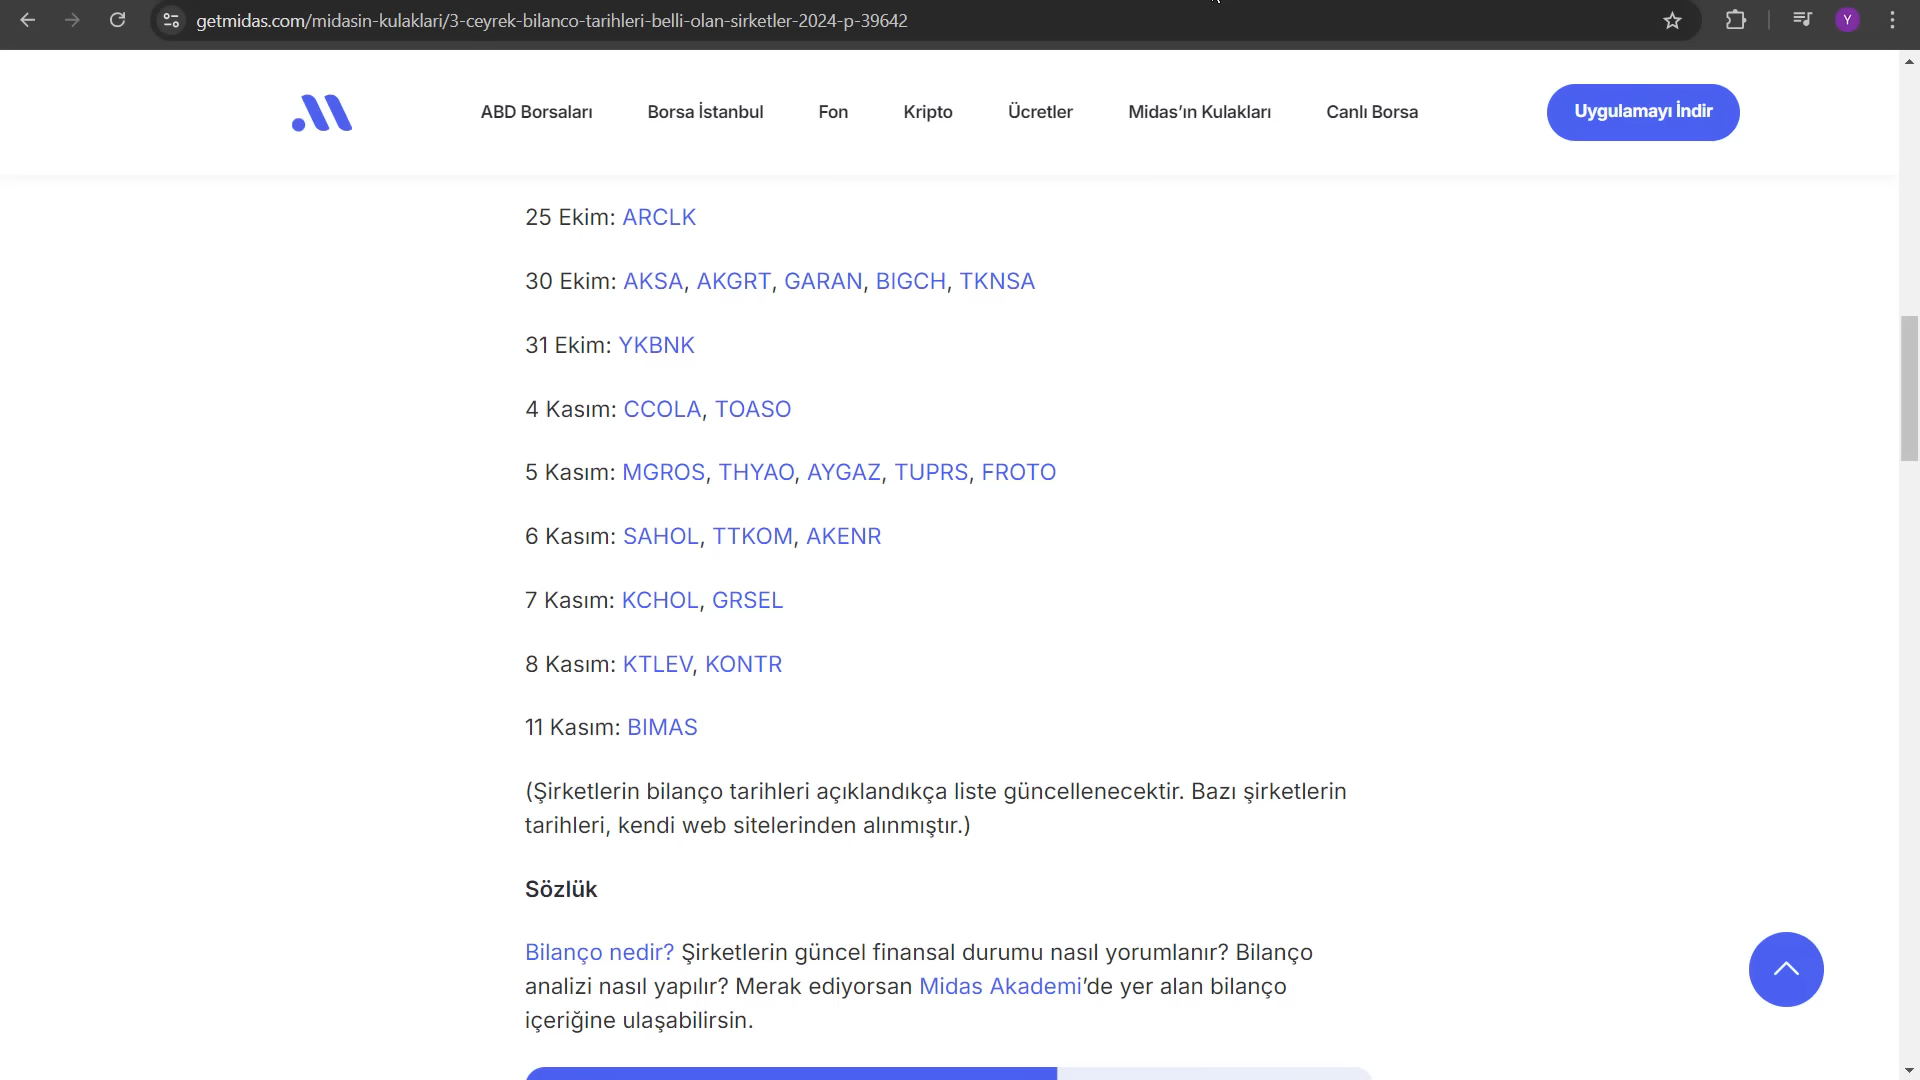 getmidas.com/midasin-kulaklari/3-ceyrek-bilanco-tarihleri-belli-olan-sirketler-2024-p-39642
Y
ABD Borsaları
Borsa İstanbul
Fon
Kripto
Ücretler
Midas’ın Kulakları
Canlı Borsa
Uygulamayı İndir
25 Ekim: ARCLK
30 Ekim: AKSA, AKGRT, GARAN, BIGCH, TKNSA
31 Ekim: YKBNK
4 Kasım: CCOLA, TOASO
5 Kasım: MGROS, THYAO, AYGAZ, TUPRS, FROTO
6 Kasım: SAHOL, TTKOM, AKENR
7 Kasım: KCHOL, GRSEL
8 Kasım: KTLEV, KONTR
11 Kasım: BIMAS
(Şirketlerin bilanço tarihleri açıklandıkça liste güncellenecektir. Bazı şirketlerin
tarihleri, kendi web sitelerinden alınmıştır.)
Sözlük
Bilanço nedir? Şirketlerin güncel finansal durumu nasıl yorumlanır? Bilanço
analizi nasıl yapılır? Merak ediyorsan Midas Akademi’de yer alan bilanço
içeriğine ulaşabilirsin.